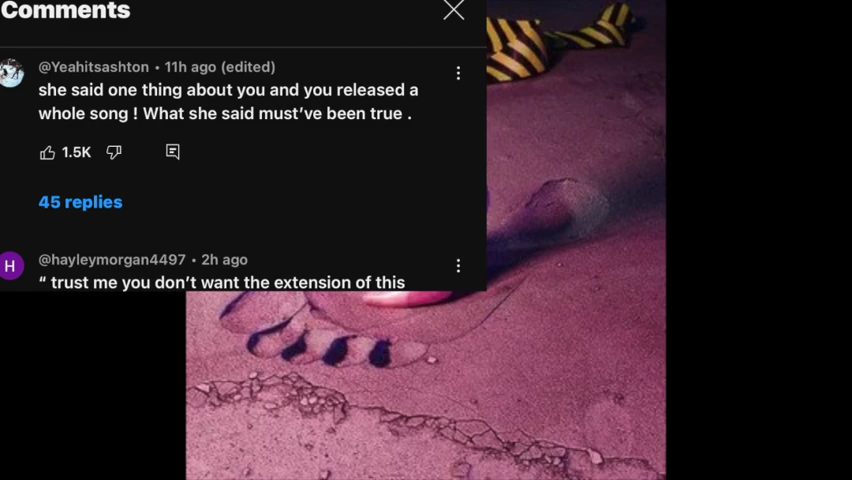 Comments
@Yeahitsashton • 11h ago (edited)
she said one thing about you and you released a
whole song ! What she said must’ve been true .
1.5K
45 replies
H
@hayleymorgan4497 • 2h ago
“ trust me you don’t want the extension of this